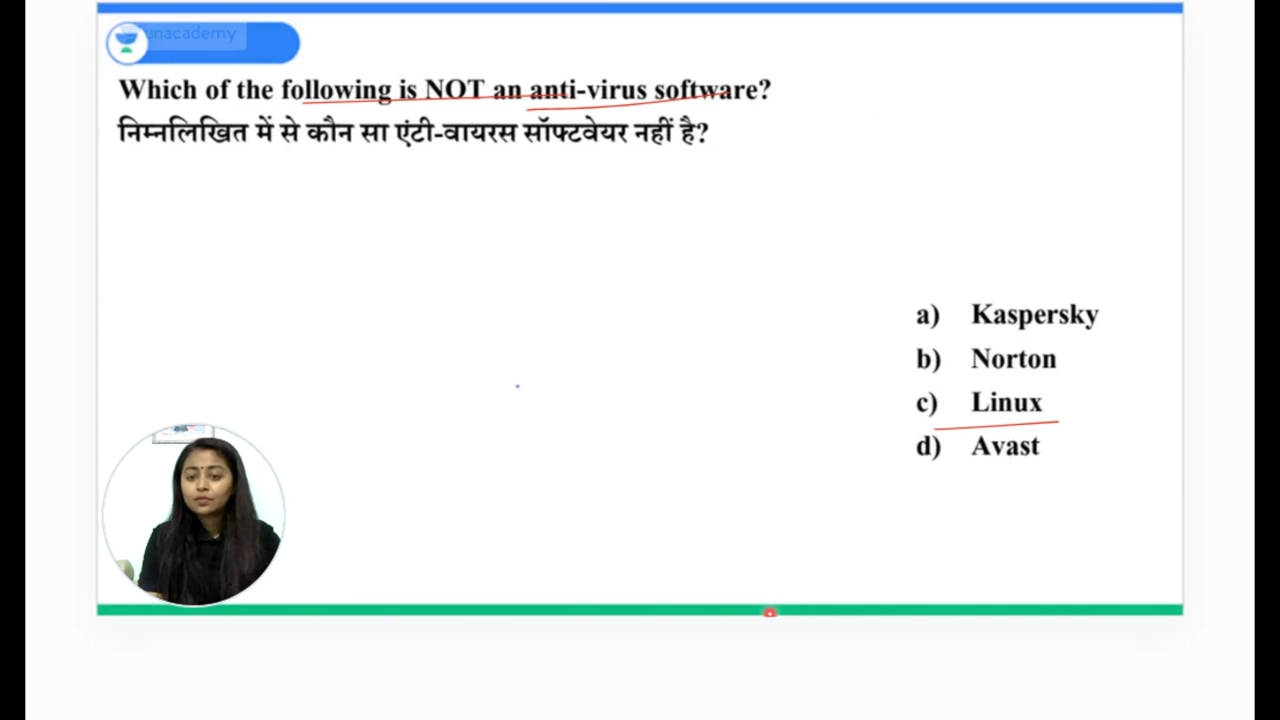 unacademy
Which of the following is NOT an anti-virus software?
निम्नलिखित में से कौन सा एंटी-वायरस सॉफ्टवेयर नहीं है?
a) Kaspersky
b) Norton
c) Linux
d) Avast